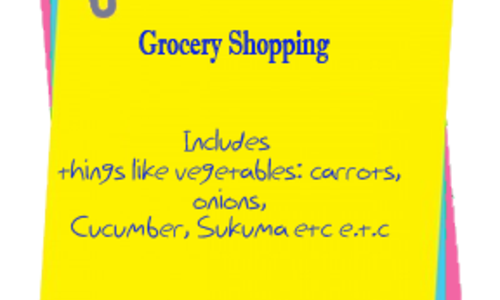 Grocery Shopping
Includes
things like vegetables: carrots,
onions,
Cucumber, Sukuma etc e.t.c